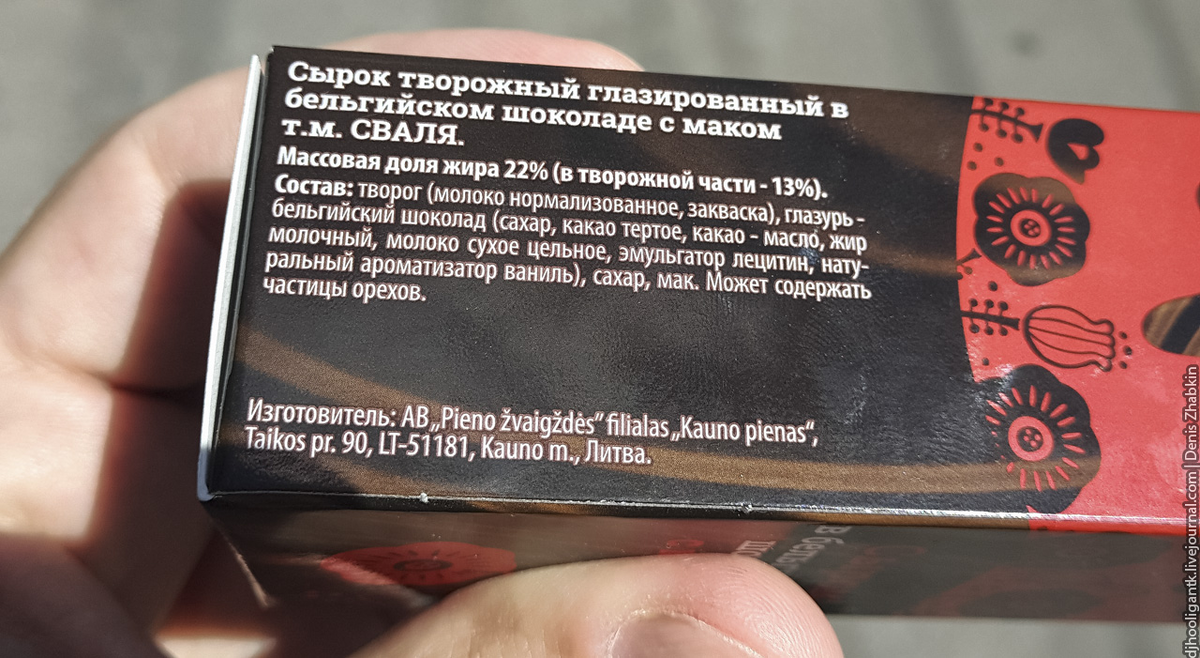 Сырок творожный глазированный в
бельгийском шоколаде с маком
т.м. СВАЛЯ.
Массовая доля жира 22% (в творожной части - 13%).
Состав: творог (молоко нормализованное, закваска), глазурь -
бельгийский шоколад (сахар, какао тертое, какао - масло, жир
молочный, молоко сухое цельное, эмульгатор лецитин, нату-
ральный ароматизатор ваниль), сахар, мак. Может содержать
частицы орехов.
Изготовитель: AB „Pieno žvaigždės“ filialas „Kauno pienas“,
Taikos pr. 90, LT-51181, Kauno m., Литва.
dihooligantk.livejournal.com | Denis Zhabkin